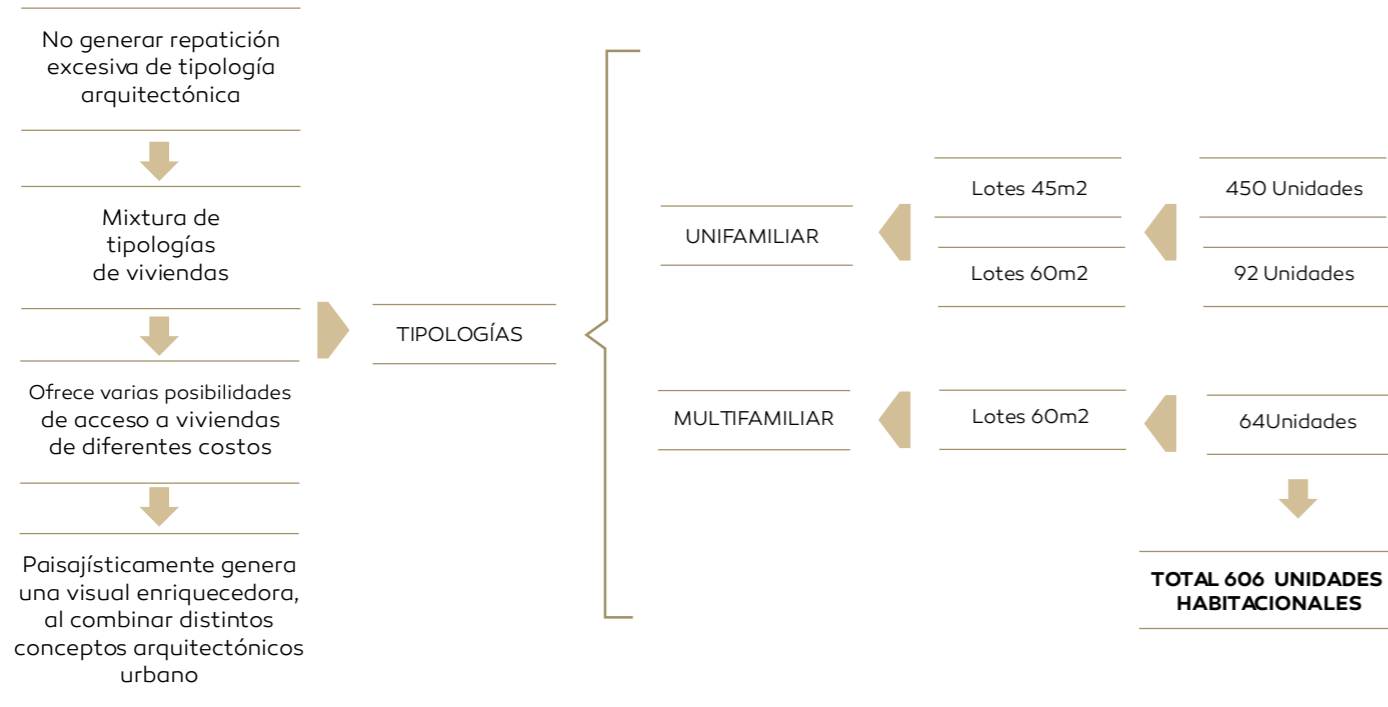 No generar repatición
excesiva de tipología
arquitectónica
Mixtura de
tipologías
de viviendas
Ofrece varias posibilidades
de acceso a viviendas
de diferentes costos
Paisajísticamente genera
una visual enriquecedora,
al combinar distintos
conceptos arquitectónicos
urbano
TIPOLOGÍAS
UNIFAMILIAR
Lotes 45m2
450 Unidades
Lotes 60m2
92 Unidades
MULTIFAMILIAR
Lotes 60m2
64Unidades
TOTAL 606 UNIDADES
HABITACIONALES